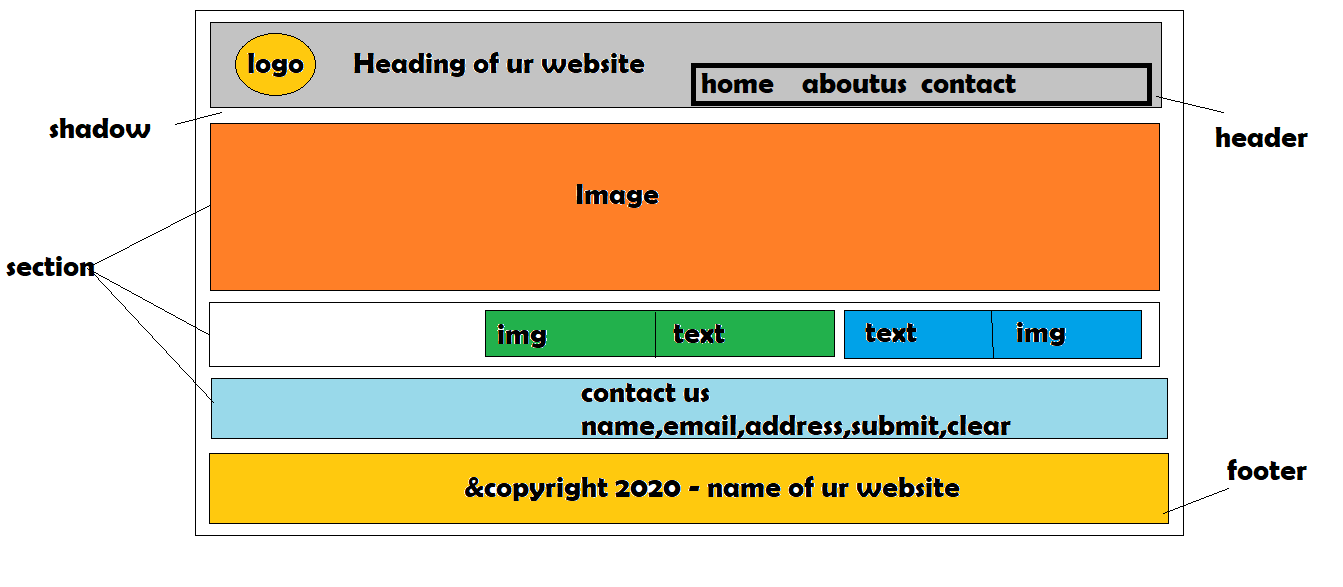 logo
Heading of ur website
home aboutus contact
shadow
header
Image
section
img
text
text
img
contact us
name,email,address,submit,clear
&copyright 2020 - name of ur website
footer